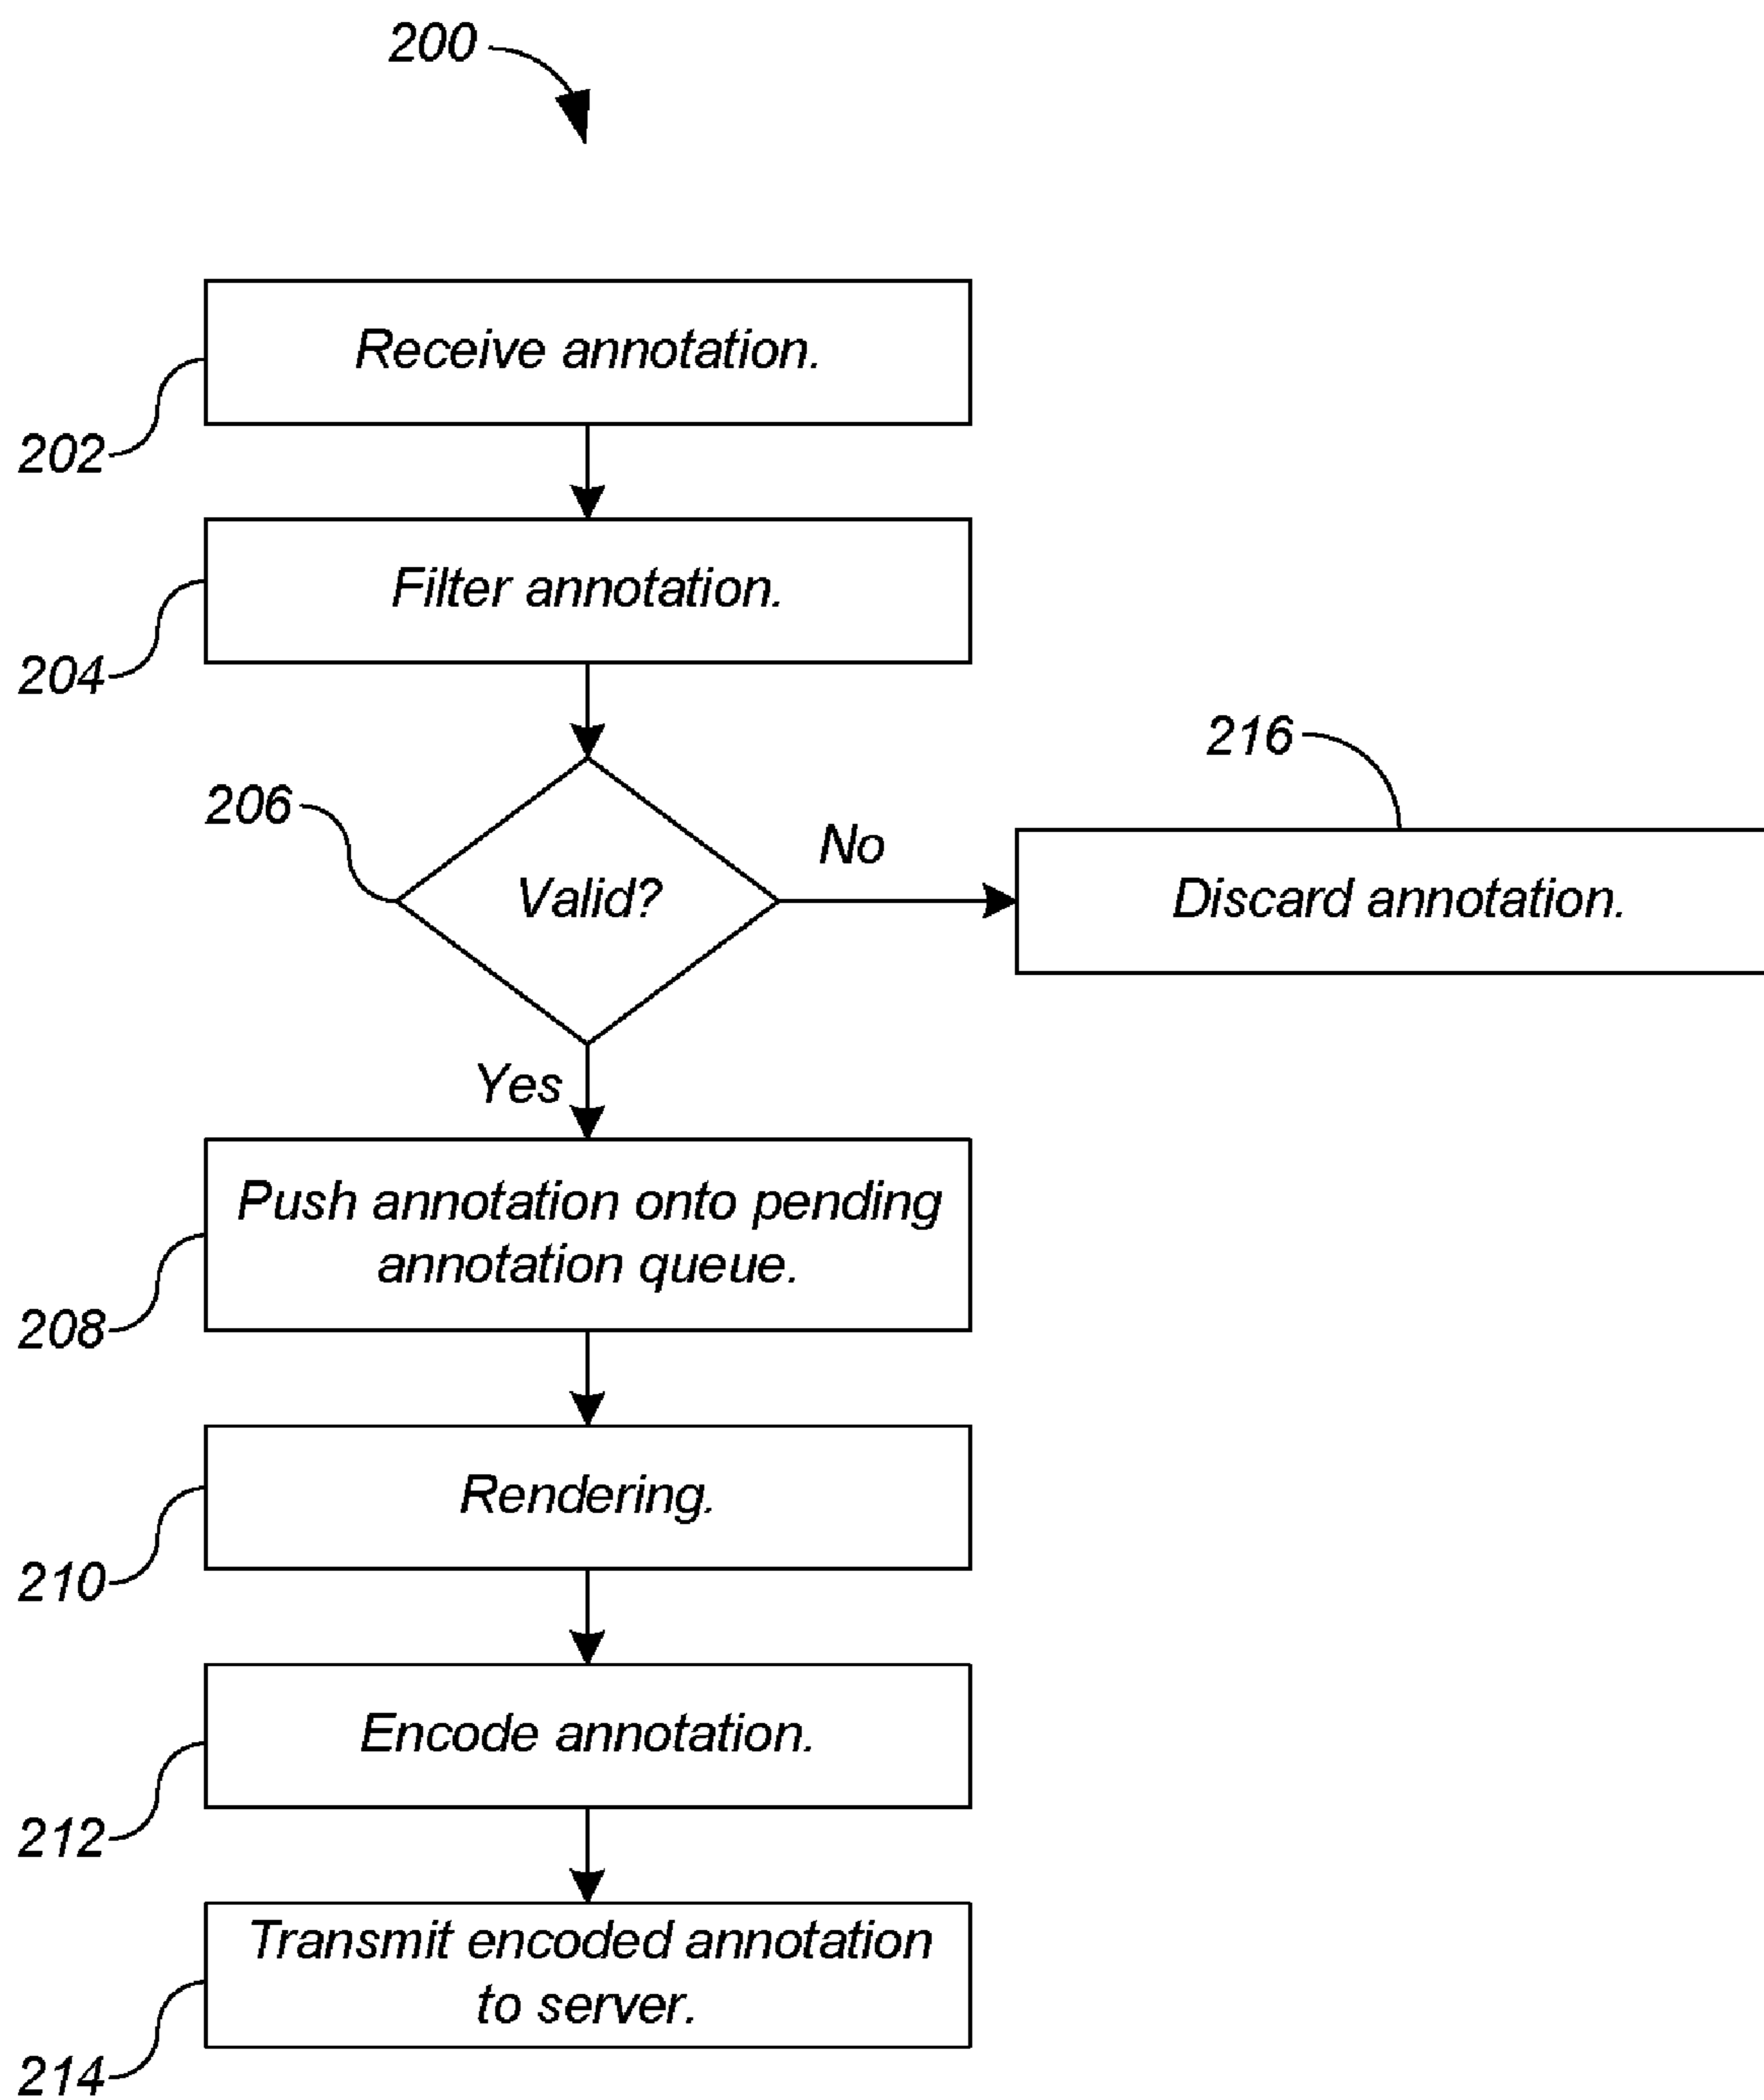 200
Receive annotation.
202
Filter annotation.
204
216
206
No
Valid?
Discard annotation.
Yes
Push annotation onto pending
annotation queue.
208
Rendering.
210
Encode annotation.
212
Transmit encoded annotation
to server.
214